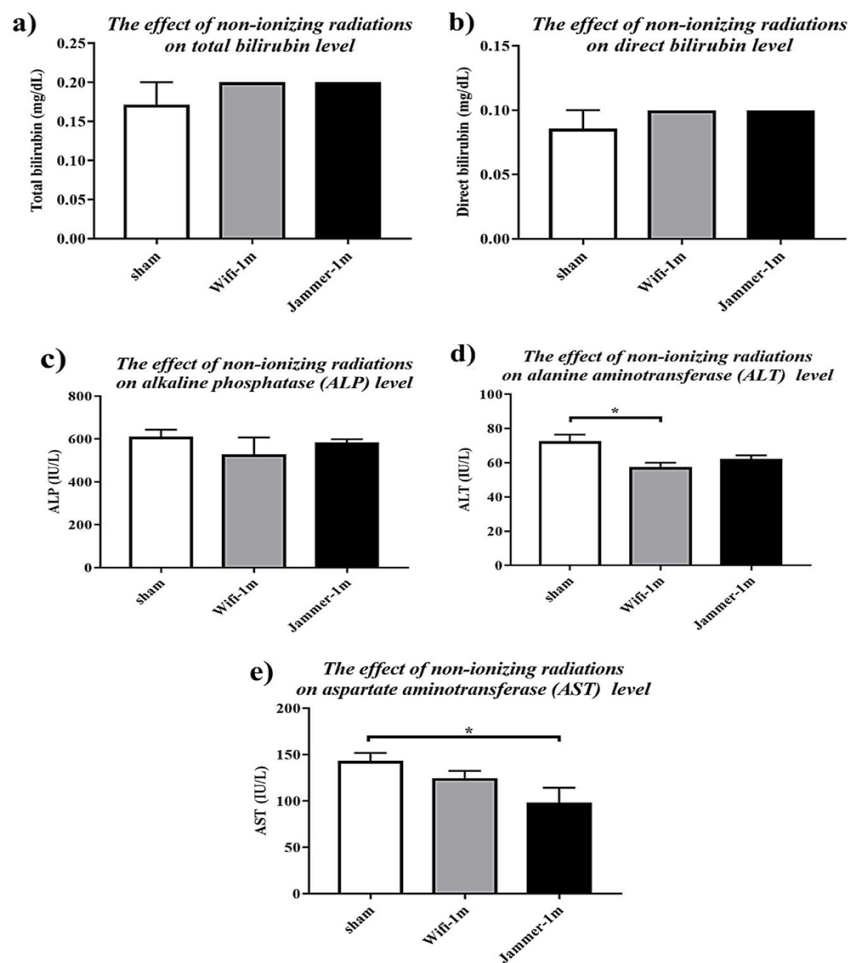 a)
The effect of non-ionizing radiations
on total bilirubin level
Total bilirubin (mg/dL)
0.25
0.20
0.15
0.10
0.05
0.00
sham
Wifi-1m
Jammer-1m
b)
The effect of non-ionizing radiations
on direct bilirubin level
Direct bilirubin (mg/dL)
0.15
0.10
0.05
0.00
sham
Wifi-1m
Jammer-1m
c)
The effect of non-ionizing radiations
on alkaline phosphatase (ALP) level
ALP (IU/L)
800
600
400
200
0
sham
Wifi-1m
Jammer-1m
d)
The effect of non-ionizing radiations
on alanine aminotransferase (ALT) level
ALT (IU/L)
100
80
60
40
20
0
*
sham
Wifi-1m
Jammer-1m
e)
The effect of non-ionizing radiations
on aspartate aminotransferase (AST) level
AST (IU/L)
200
150
100
50
0
*
sham
Wifi-1m
Jammer-1m